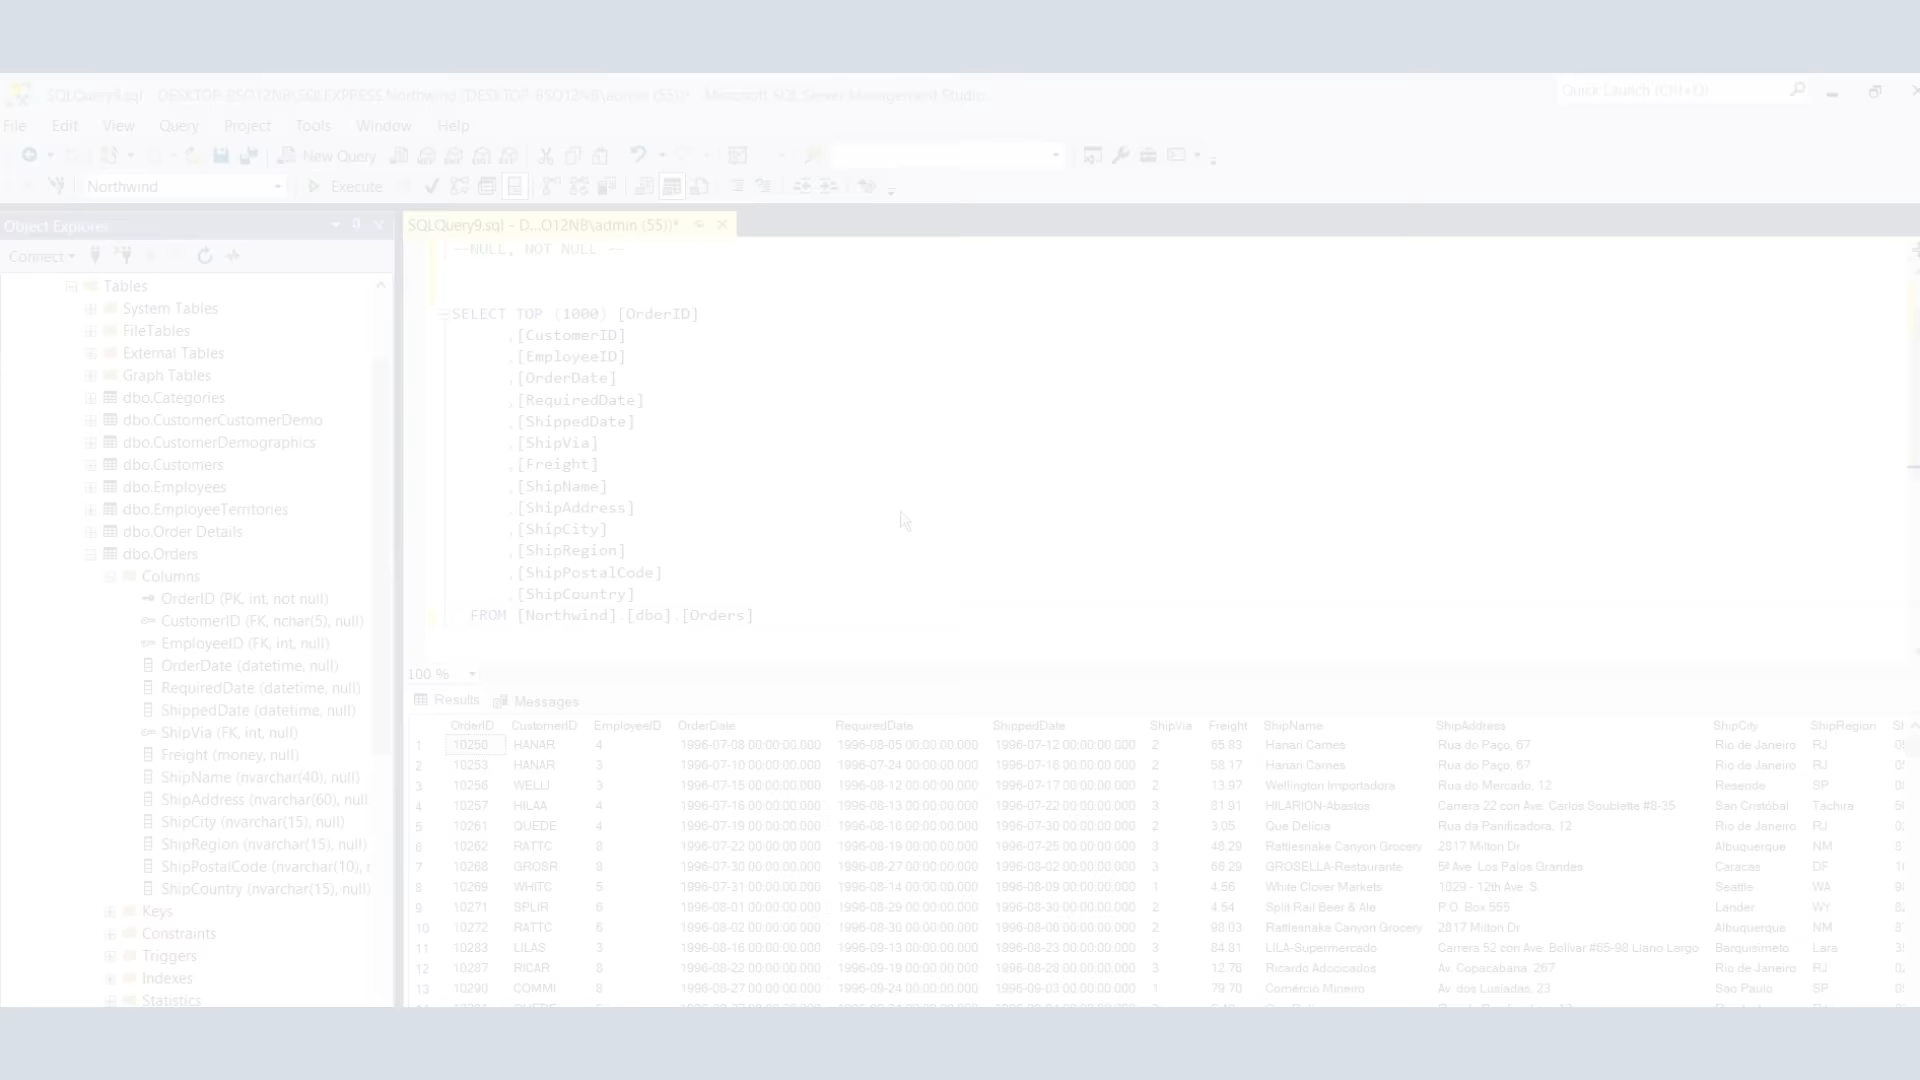 SQLQuery9.sql - DESKTOP-8SO12NB\SQLEXPRESS.Northwind (DESKTOP-8SO12NB\admin (55))* - Microsoft SQL Server Management Studio
Quick Launch (Ctrl+Q)
File Edit View Query Project Tools Window Help
New Query
Northwind Execute
Object Explorer
SQLQuery9.sql - D...O12NB\admin (55))*
Connect
Tables
System Tables
FileTables
External Tables
Graph Tables
dbo.Categories
dbo.CustomerCustomerDemo
dbo.CustomerDemographics
dbo.Customers
dbo.Employees
dbo.EmployeeTerritories
dbo.Order Details
dbo.Orders
Columns
OrderID (PK, int, not null)
CustomerID (FK, nchar(5), null)
EmployeeID (FK, int, null)
OrderDate (datetime, null)
RequiredDate (datetime, null)
ShippedDate (datetime, null)
ShipVia (FK, int, null)
Freight (money, null)
ShipName (nvarchar(40), null)
ShipAddress (nvarchar(60), null
ShipCity (nvarchar(15), null)
ShipRegion (nvarchar(15), null)
ShipPostalCode (nvarchar(10), r
ShipCountry (nvarchar(15), null)
Keys
Constraints
Triggers
Indexes
Statistics
--NULL, NOT NULL --
SELECT TOP (1000) [OrderID]
,[CustomerID]
,[EmployeeID]
,[OrderDate]
,[RequiredDate]
,[ShippedDate]
,[ShipVia]
,[Freight]
,[ShipName]
,[ShipAddress]
,[ShipCity]
,[ShipRegion]
,[ShipPostalCode]
,[ShipCountry]
FROM [Northwind].[dbo].[Orders]
100 %
Results Messages
OrderID CustomerID EmployeeID OrderDate RequiredDate ShippedDate ShipVia Freight ShipName ShipAddress ShipCity ShipRegion
1 10250 HANAR 4 1996-07-08 00:00:00.000 1996-08-05 00:00:00.000 1996-07-12 00:00:00.000 2 65.83 Hanari Carnes Rua do Paço, 67 Rio de Janeiro RJ
2 10253 HANAR 3 1996-07-10 00:00:00.000 1996-07-24 00:00:00.000 1996-07-16 00:00:00.000 2 58.17 Hanari Carnes Rua do Paço, 67 Rio de Janeiro RJ
3 10256 WELLI 3 1996-07-15 00:00:00.000 1996-08-12 00:00:00.000 1996-07-17 00:00:00.000 2 13.97 Wellington Importadora Rua do Mercado, 12 Resende SP
4 10257 HILAA 4 1996-07-16 00:00:00.000 1996-08-13 00:00:00.000 1996-07-22 00:00:00.000 3 81.91 HILARION-Abastos Carrera 22 con Ave. Carlos Soublette #8-35 San Cristóbal Táchira
5 10261 QUEDE 4 1996-07-19 00:00:00.000 1996-08-16 00:00:00.000 1996-07-30 00:00:00.000 2 3.05 Que Delícia Rua da Panificadora, 12 Rio de Janeiro RJ
6 10262 RATTC 8 1996-07-22 00:00:00.000 1996-08-19 00:00:00.000 1996-07-25 00:00:00.000 3 48.29 Rattlesnake Canyon Grocery 2817 Milton Dr. Albuquerque NM
7 10268 GROSR 8 1996-07-30 00:00:00.000 1996-08-27 00:00:00.000 1996-08-02 00:00:00.000 3 66.29 GROSELLA-Restaurante 5ª Ave. Los Palos Grandes Caracas DF
8 10269 WHITC 5 1996-07-31 00:00:00.000 1996-08-14 00:00:00.000 1996-08-09 00:00:00.000 1 4.56 White Clover Markets 1029 - 12th Ave. S. Seattle WA
9 10271 SPLIR 6 1996-08-01 00:00:00.000 1996-08-29 00:00:00.000 1996-08-30 00:00:00.000 2 4.54 Split Rail Beer & Ale P.O. Box 555 Lander WY
10 10272 RATTC 6 1996-08-02 00:00:00.000 1996-08-30 00:00:00.000 1996-08-06 00:00:00.000 2 98.03 Rattlesnake Canyon Grocery 2817 Milton Dr. Albuquerque NM
11 10283 LILAS 3 1996-08-16 00:00:00.000 1996-09-13 00:00:00.000 1996-08-23 00:00:00.000 3 84.81 LILA-Supermercado Carrera 52 con Ave. Bolívar #65-98 Llano Largo Barquisimeto Lara
12 10287 RICAR 8 1996-08-22 00:00:00.000 1996-09-19 00:00:00.000 1996-08-28 00:00:00.000 3 12.76 Ricardo Adocicados Av. Copacabana, 267 Rio de Janeiro RJ
13 10290 COMMI 8 1996-08-27 00:00:00.000 1996-09-24 00:00:00.000 1996-09-03 00:00:00.000 1 79.70 Comércio Mineiro Av. dos Lusíadas, 23 Sao Paulo SP